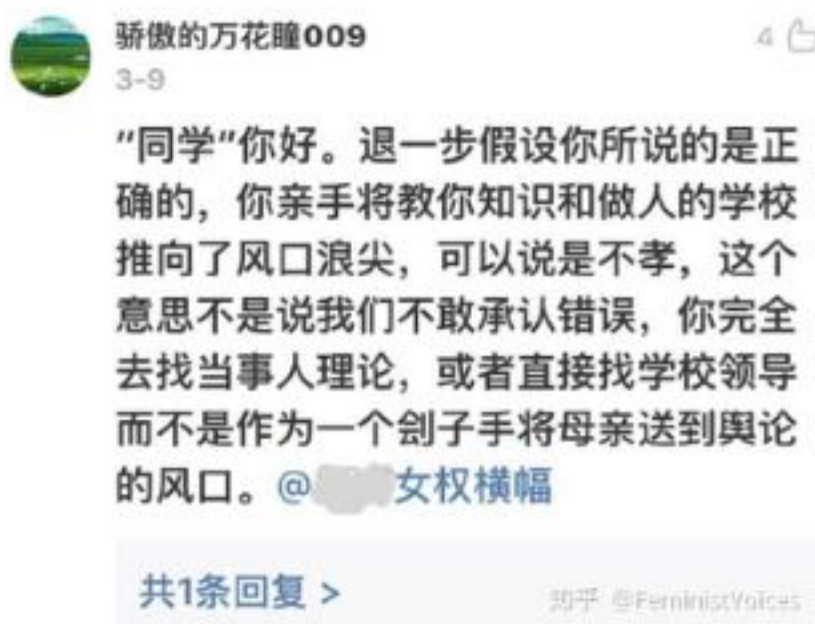 骄傲的万花瞳009
4
3-9
“同学”你好。退一步假设你所说的是正
确的，你亲手将教你知识和做人的学校
推向了风口浪尖，可以说是不孝，这个
意思不是说我们不敢承认错误，你完全
去找当事人理论，或者直接找学校领导
而不是作为一个刽子手将母亲送到舆论
的风口。@女权横幅
共1条回复 >
知乎 @FeministVoices